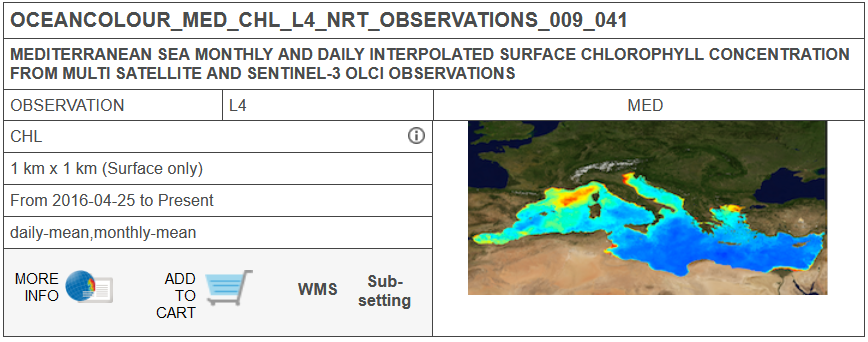 OCEANCOLOUR_MED_CHL_L4_NRT_OBSERVATIONS_009_041
MEDITERRANEAN SEA MONTHLY AND DAILY INTERPOLATED SURFACE CHLOROPHYLL CONCENTRATION
FROM MULTI SATELLITE AND SENTINEL-3 OLCI OBSERVATIONS
OBSERVATION L4 MED
CHL
1 km x 1 km (Surface only)
From 2016-04-25 to Present
daily-mean,monthly-mean
MORE
INFO
ADD
TO
CART
WMS
Sub-
setting